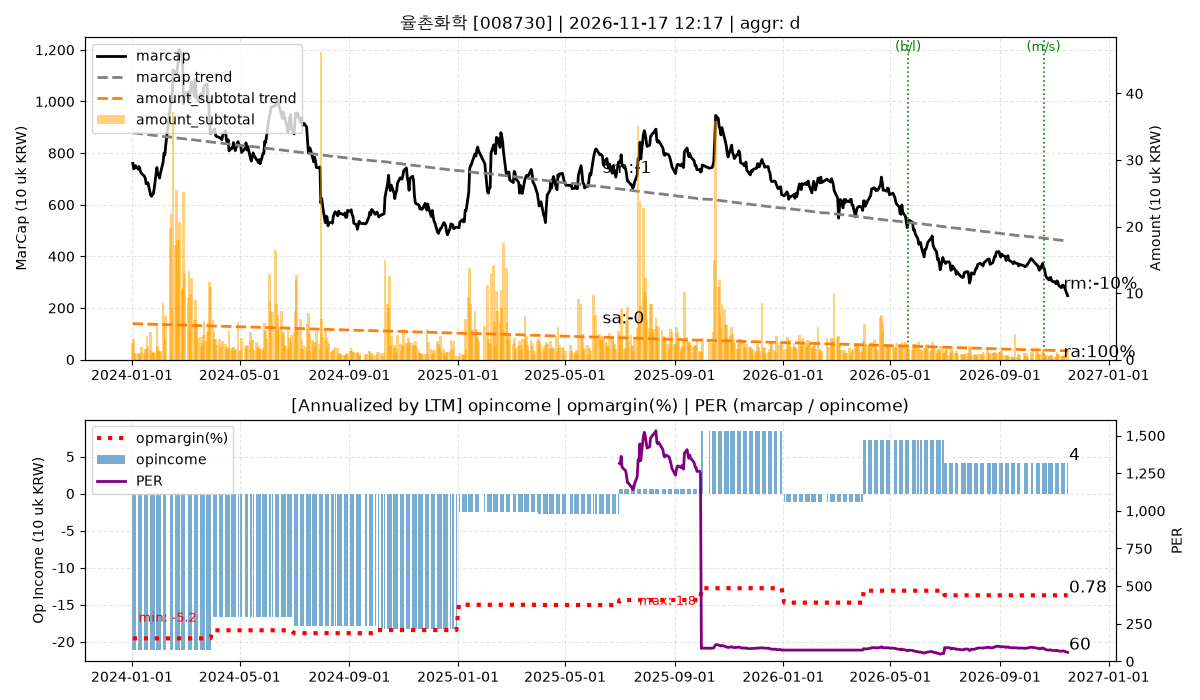 율촌화학 [008730] | 2026-11-17 12:17 | aggr: d
(b/l)
(m/s)
marcap
marcap trend
amount_subtotal trend
amount_subtotal
1,200
1,000
800
600
400
200
0
MarCap (10 uk KRW)
40
30
20
10
0
Amount (10 uk KRW)
sa:-0
rm:-10%
ra:100%
2024-01-01 2024-05-01 2024-09-01 2025-01-01 2025-05-01 2025-09-01 2026-01-01 2026-05-01 2026-09-01 2027-01-01
[Annualized by LTM] opincome | opmargin(%) | PER (marcap / opincome)
opmargin(%)
opincome
PER
5
0
-5
-10
-15
-20
Op Income (10 uk KRW)
1,500
1,250
1,000
750
500
250
0
PER
4
0.78
60
min: -5.2
max: 1.8
2024-01-01 2024-05-01 2024-09-01 2025-01-01 2025-05-01 2025-09-01 2026-01-01 2026-05-01 2026-09-01 2027-01-01